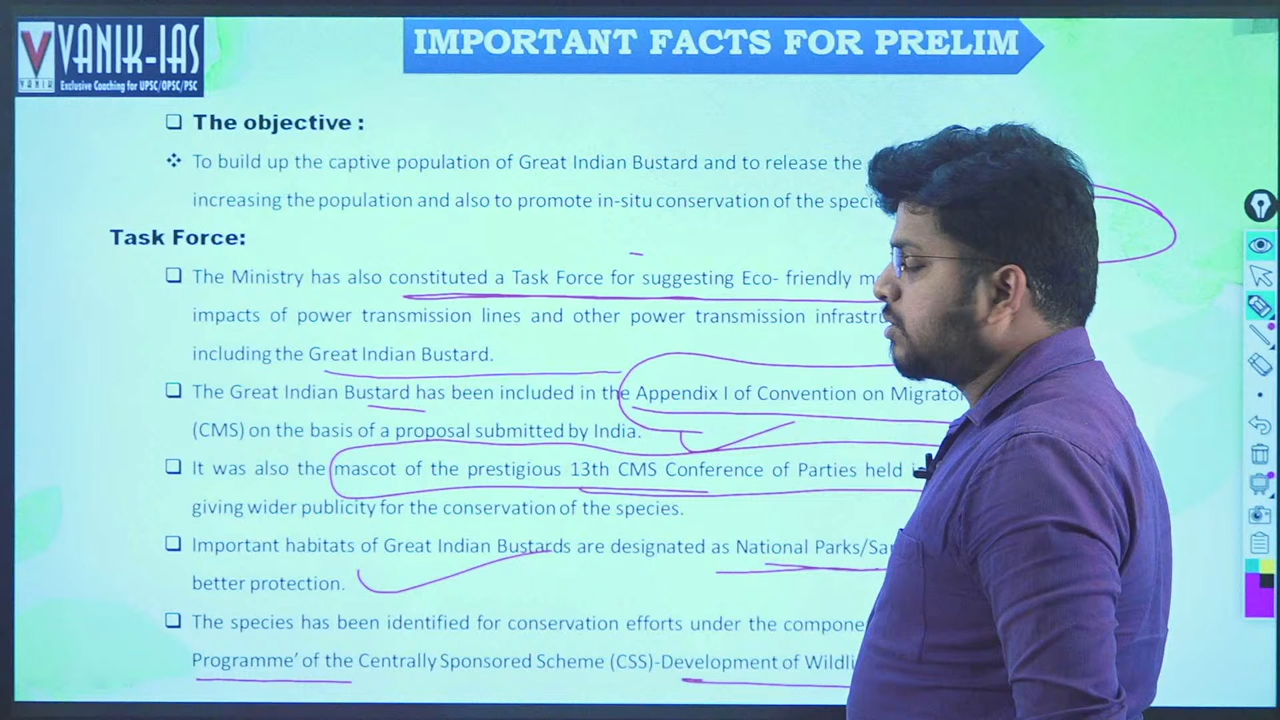 VANIK-IAS
VANIK
Exclusive Coaching for UPSC/OPSC/PSC
IMPORTANT FACTS FOR PRELIM
The objective :
To build up the captive population of Great Indian Bustard and to release the
increasing the population and also to promote in-situ conservation of the specie
Task Force:
The Ministry has also constituted a Task Force for suggesting Eco- friendly m
impacts of power transmission lines and other power transmission infrastru
including the Great Indian Bustard.
The Great Indian Bustard has been included in the Appendix I of Convention on Migrator
(CMS) on the basis of a proposal submitted by India.
It was also the mascot of the prestigious 13th CMS Conference of Parties held
giving wider publicity for the conservation of the species.
Important habitats of Great Indian Bustards are designated as National Parks/Sa
better protection.
The species has been identified for conservation efforts under the compone
Programme' of the Centrally Sponsored Scheme (CSS)-Development of Wildli